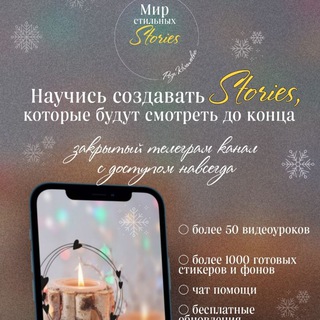 Мир
стильных
Stories
Научись создавать Stories,
которые будут смотреть до конца
закрытый телеграм канал
с доступом навсегда
более 50 видеоуроков
более 1000 готовых
стикеров и фонов
чат помощи
бесплатные
обновления